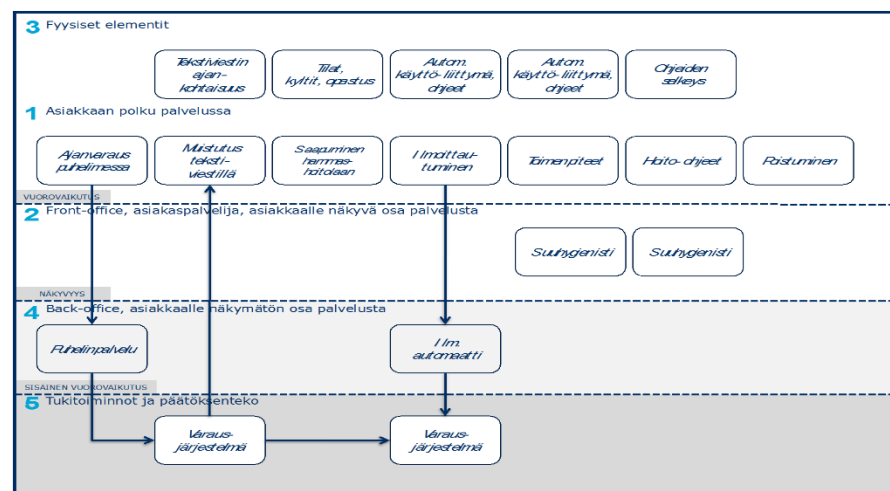 3 Fyysiset elementit
Tekstiviestin
ajan-
kohtaisuus
Tilat,
kyltit, opastus
Autom.
käyttö- liittymä,
ohjeet
Autom.
käyttö- liittymä,
ohjeet
Ohjeiden
selkeys
1 Asiakkaan polku palvelussa
Ajanvaraus
puhelimessa
Muistutus
teksti-
viestillä
Saapuminen
hammas-
hoitolaan
Ilmoittau-
tuminen
Toimenpiteet
Hoito- ohjeet
Poistuminen
VUOROVAIKUTUS
2 Front-office, asiakaspalvelija, asiakkaalle näkyvä osa palvelusta
Suuhygienisti
Suuhygienisti
NÄKYVYYS
4 Back-office, asiakkaalle näkymätön osa palvelusta
Puhelinpalvelu
Ilm.
automaatti
SISÄINEN VUOROVAIKUTUS
5 Tukitoiminnot ja päätöksenteko
Varaus-
järjestelmä
Varaus-
järjestelmä